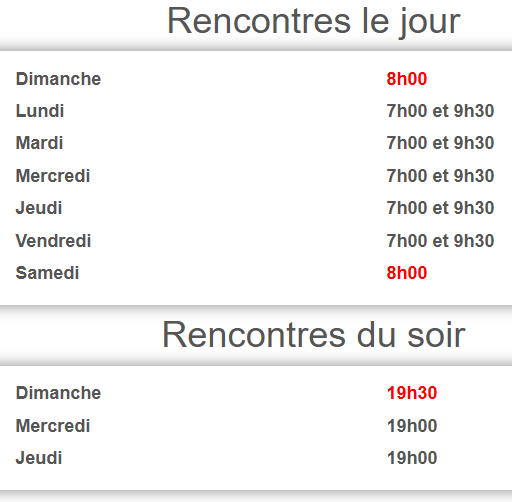 Rencontres le jour
Dimanche 8h00
Lundi 7h00 et 9h30
Mardi 7h00 et 9h30
Mercredi 7h00 et 9h30
Jeudi 7h00 et 9h30
Vendredi 7h00 et 9h30
Samedi 8h00
Rencontres du soir
Dimanche 19h30
Mercredi 19h00
Jeudi 19h00